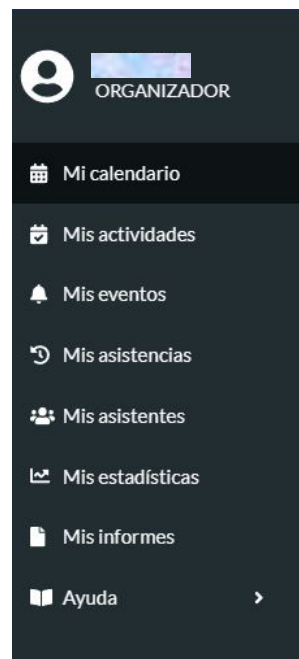 ORGANIZADOR
Mi calendario
Mis actividades
Mis eventos
Mis asistencias
Mis asistentes
Mis estadísticas
Mis informes
Ayuda